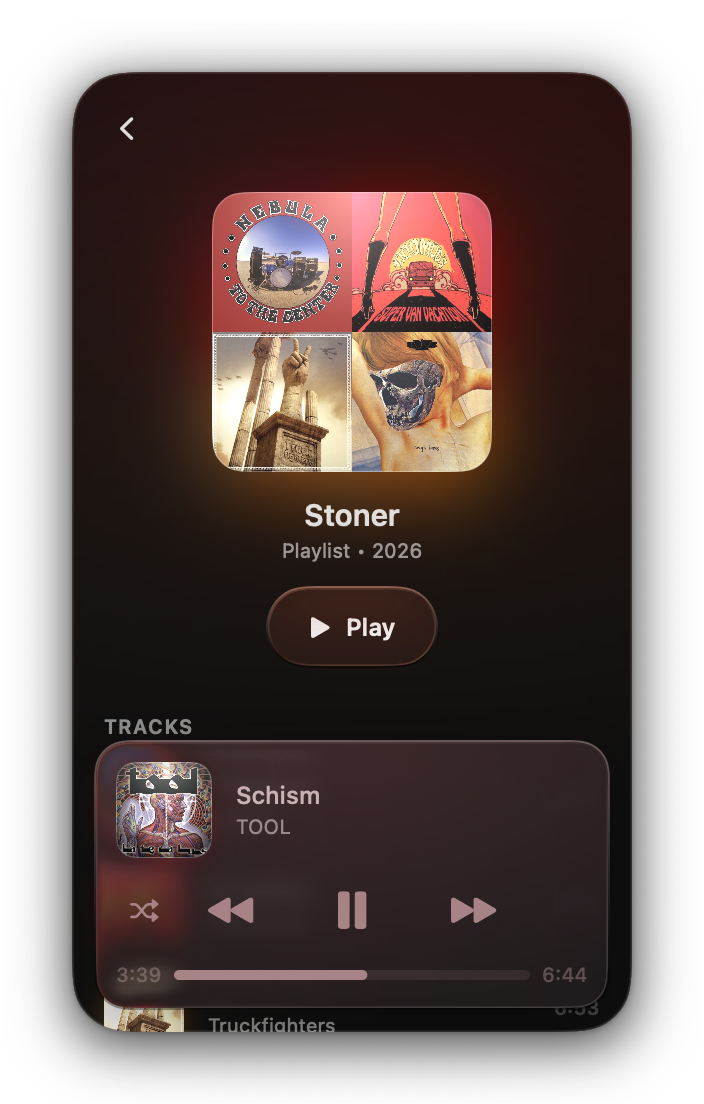 NEBULA
TO THE CENTER
SUPER VAN VACATION
Stoner
Playlist • 2026
Play
TRACKS
tool
Schism
TOOL
3:39
6:44
Truckfighters
6:53